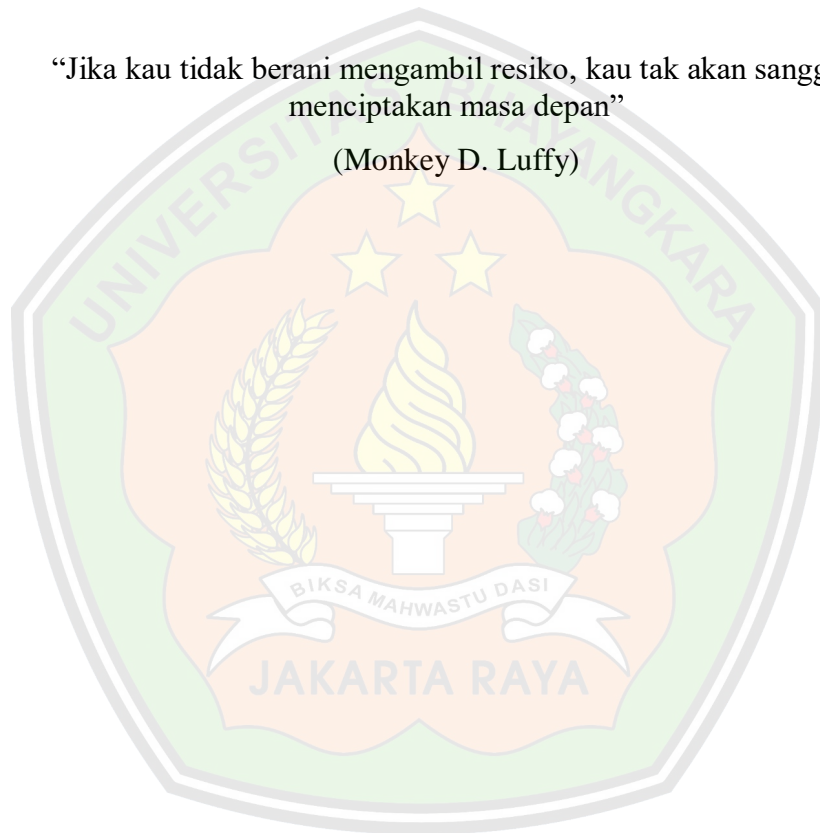 “Jika kau tidak berani mengambil resiko, kau tak akan sangg
menciptakan masa depan”
(Monkey D. Luffy)
UNIVERSITAS BHAYANGKARA
BIKSA MAHWASTU DASI
JAKARTA RAYA